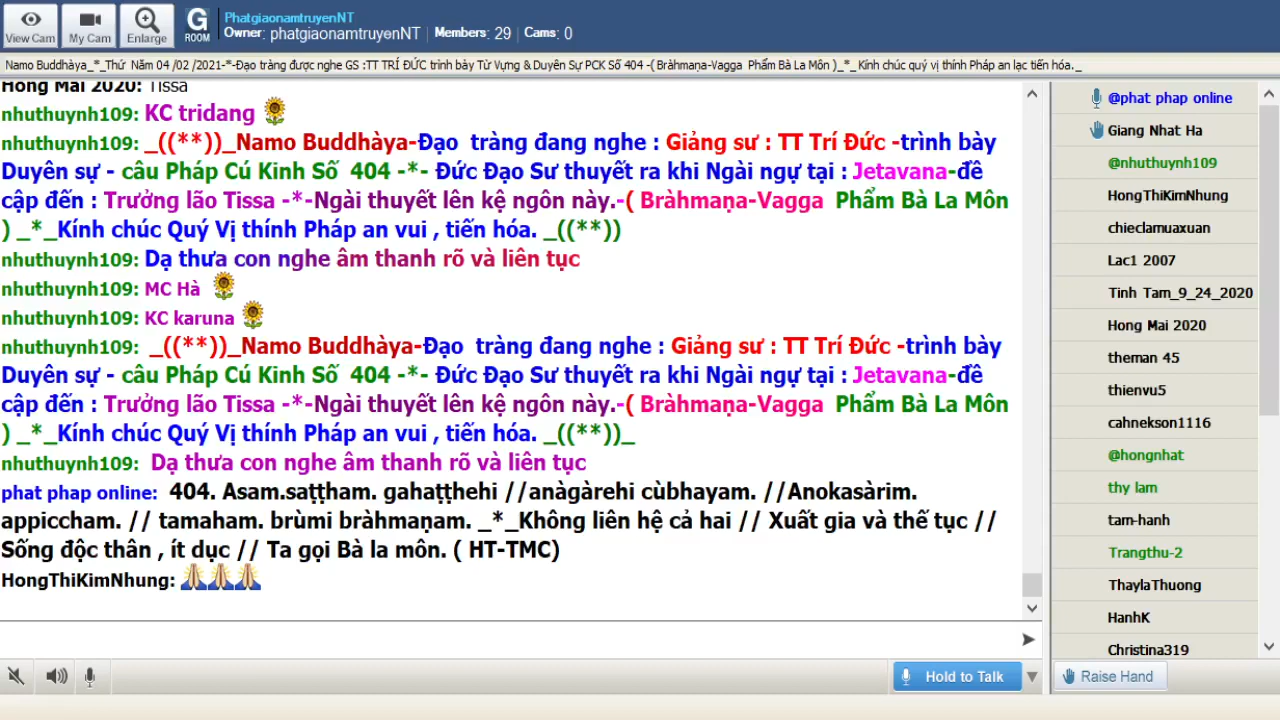 View Cam
My Cam
Enlarge
G
ROOM
PhatgiaonamtruyenNT
Owner: phatgiaonamtruyenNT | Members: 29 | Cams: 0
Namo Buddhàya_*_Thứ Năm 04 /02 /2021-*-Đạo tràng được nghe GS :TT TRÍ ĐỨC trình bày Từ Vựng & Duyên Sự PCK Số 404 -( Bràhmaṇa-Vagga Phẩm Bà La Môn )_*_ Kính chúc quý vị thính Pháp an lạc tiến hóa._
Hong Mai 2020: Tissa
nhuthuynh109: KC tridang
nhuthuynh109: _((**))_Namo Buddhàya-Đạo tràng đang nghe : Giảng sư : TT Trí Đức -trình bày
Duyên sự - câu Pháp Cú Kinh Số 404 -*- Đức Đạo Sư thuyết ra khi Ngài ngự tại : Jetavana-đề
cập đến : Trưởng lão Tissa -*-Ngài thuyết lên kệ ngôn này.-( Bràhmaṇa-Vagga Phẩm Bà La Môn
) _*_Kính chúc Quý Vị thính Pháp an vui , tiến hóa. _((**))
nhuthuynh109: Dạ thưa con nghe âm thanh rõ và liên tục
nhuthuynh109: MC Hà
nhuthuynh109: KC karuna
nhuthuynh109: _((**))_Namo Buddhàya-Đạo tràng đang nghe : Giảng sư : TT Trí Đức -trình bày
Duyên sự - câu Pháp Cú Kinh Số 404 -*- Đức Đạo Sư thuyết ra khi Ngài ngự tại : Jetavana-đề
cập đến : Trưởng lão Tissa -*-Ngài thuyết lên kệ ngôn này.-( Bràhmaṇa-Vagga Phẩm Bà La Môn
) _*_Kính chúc Quý Vị thính Pháp an vui , tiến hóa. _((**))_
nhuthuynh109: Dạ thưa con nghe âm thanh rõ và liên tục
phat phap online: 404. Asam.saṭṭham. gahaṭṭhehi //anàgàrehi cùbhayam. //Anokasàrim.
appiccham. // tamaham. brùmi bràhmaṇam. _*_Không liên hệ cả hai // Xuất gia và thế tục //
Sống độc thân , ít dục // Ta gọi Bà la môn. ( HT-TMC)
HongThiKimNhung:
Hold to Talk
@phat phap online
Giang Nhat Ha
@nhuthuynh109
HongThiKimNhung
chieclamuaxuan
Lac1 2007
Tinh Tam_9_24_2020
Hong Mai 2020
theman 45
thienvu5
cahnekson1116
@hongnhat
thy lam
tam-hanh
Trangthu-2
ThaylaThuong
HanhK
Christina319
Raise Hand